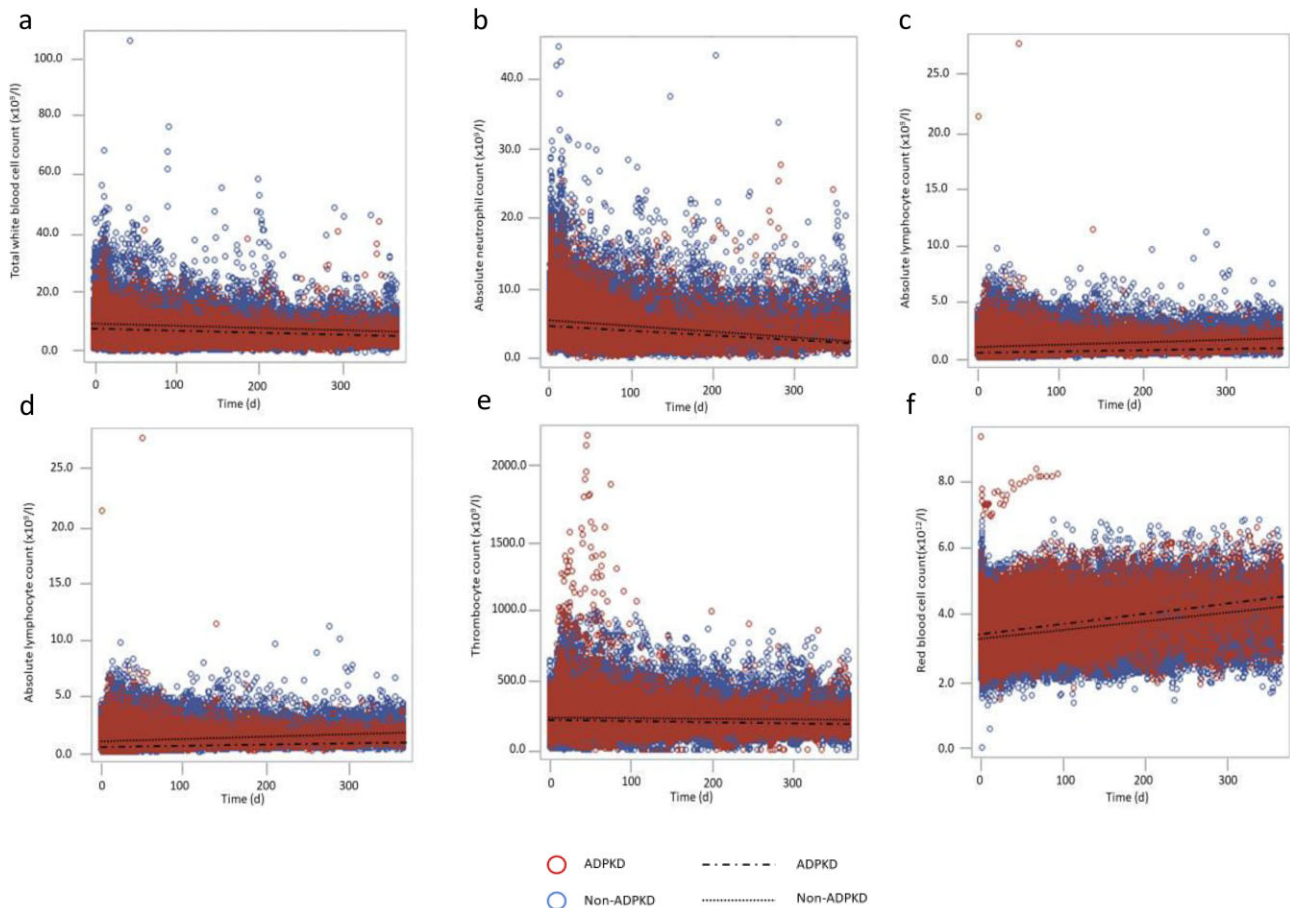 a
Total white blood cell count (x10⁹/l)
100.0
80.0
60.0
40.0
20.0
0.0
0 100 200 300
Time (d)
b
Absolute neutrophil count (x10⁹/l)
40.0
30.0
20.0
10.0
0.0
0 100 200 300
Time (d)
c
Absolute lymphocyte count (x10⁹/l)
25.0
20.0
15.0
10.0
5.0
0.0
0 100 200 300
Time (d)
d
Absolute lymphocyte count (x10⁹/l)
25.0
20.0
15.0
10.0
5.0
0.0
0 100 200 300
Time (d)
e
Thrombocyte count (x10⁹/l)
2000.0
1500.0
1000.0
500.0
0.0
0 100 200 300
Time (d)
f
Red blood cell count(x10¹²/l)
8.0
6.0
4.0
2.0
0.0
0 100 200 300
Time (d)
ADPKD ADPKD
Non-ADPKD Non-ADPKD